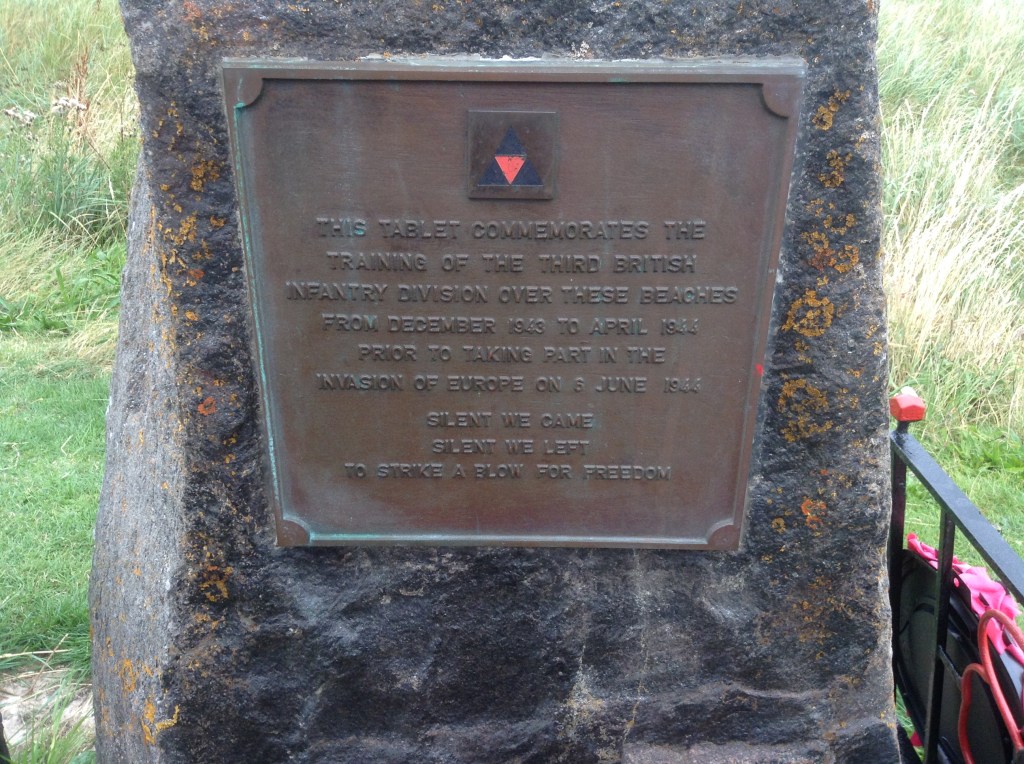 THIS TABLET COMMEMORATES THE
TRAINING OF THE THIRD BRITISH
INFANTRY DIVISION OVER THESE BEACHES
FROM DECEMBER 1943 TO APRIL 1944
PRIOR TO TAKING PART IN THE
INVASION OF EUROPE ON 6 JUNE 1944
SILENT WE CAME
SILENT WE LEFT
TO STRIKE A BLOW FOR FREEDOM